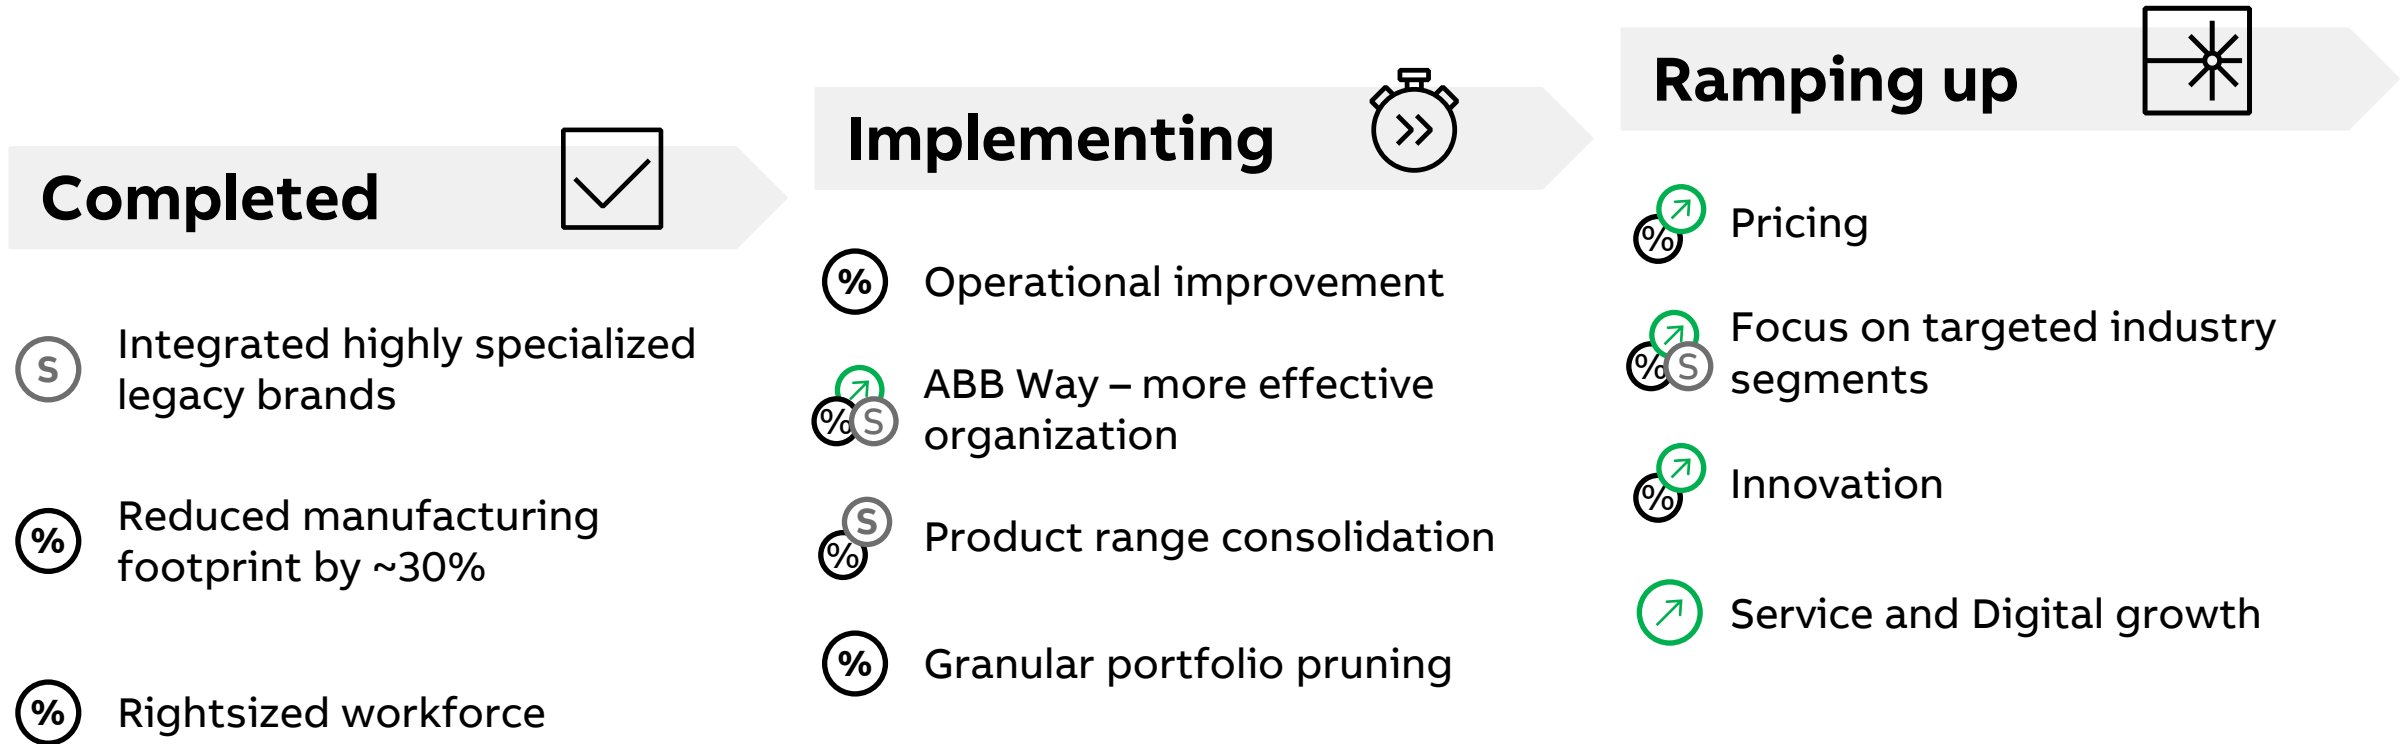 Completed
S Integrated highly specialized
legacy brands
% Reduced manufacturing
footprint by ~30%
% Rightsized workforce
Implementing
% Operational improvement
% S ABB Way – more effective
organization
% S Product range consolidation
% Granular portfolio pruning
Ramping up
% Pricing
% S Focus on targeted industry
segments
% Innovation
Service and Digital growth